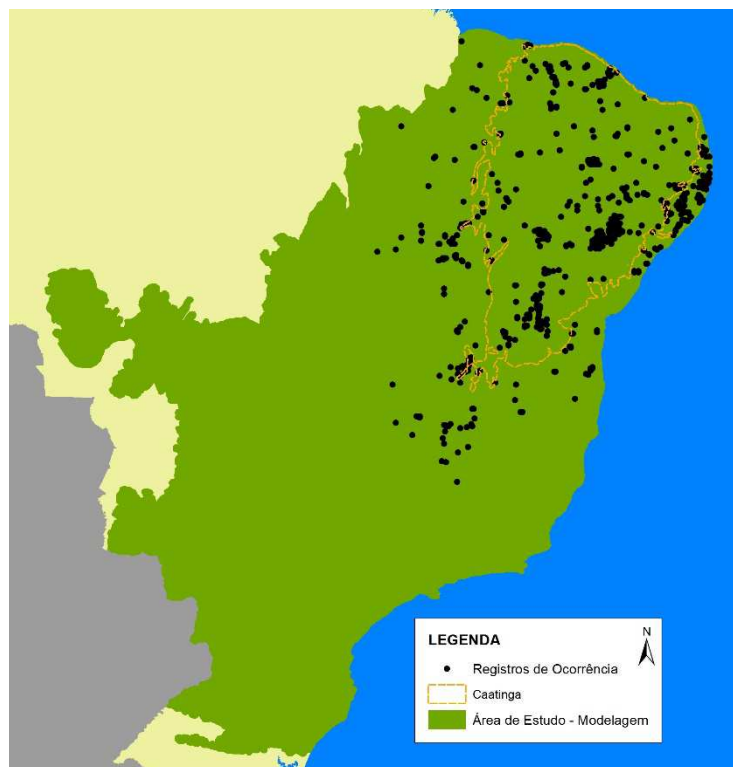 LEGENDA
N
Registros de Ocorrência
Caatinga
Área de Estudo - Modelagem